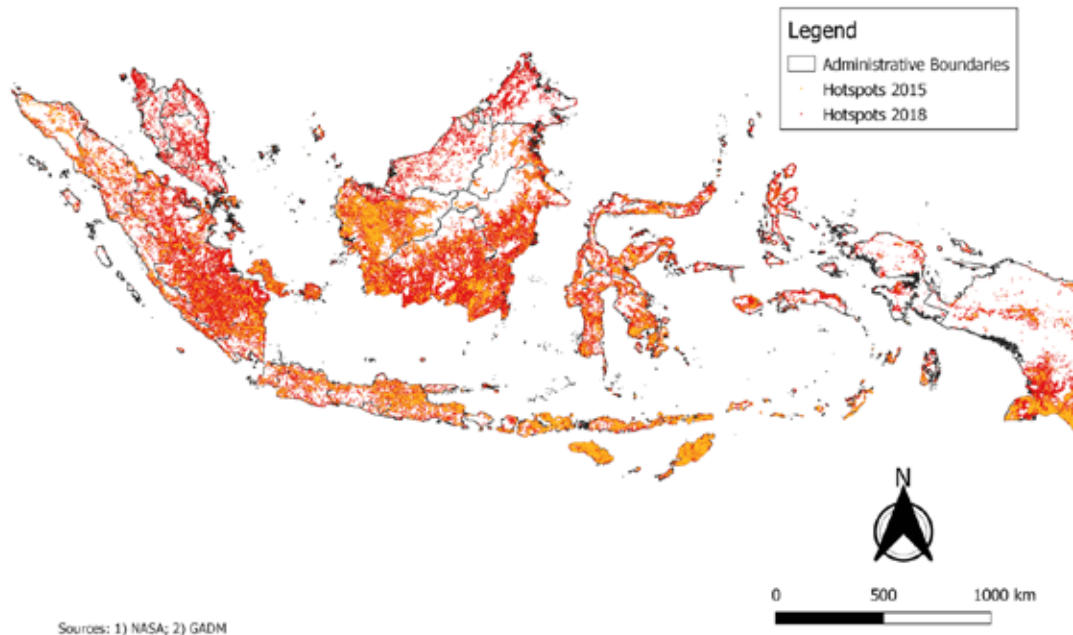 Legend
Administrative Boundaries
Hotspots 2015
Hotspots 2018
N
0 500 1000 km
Sources: 1) NASA; 2) GADM